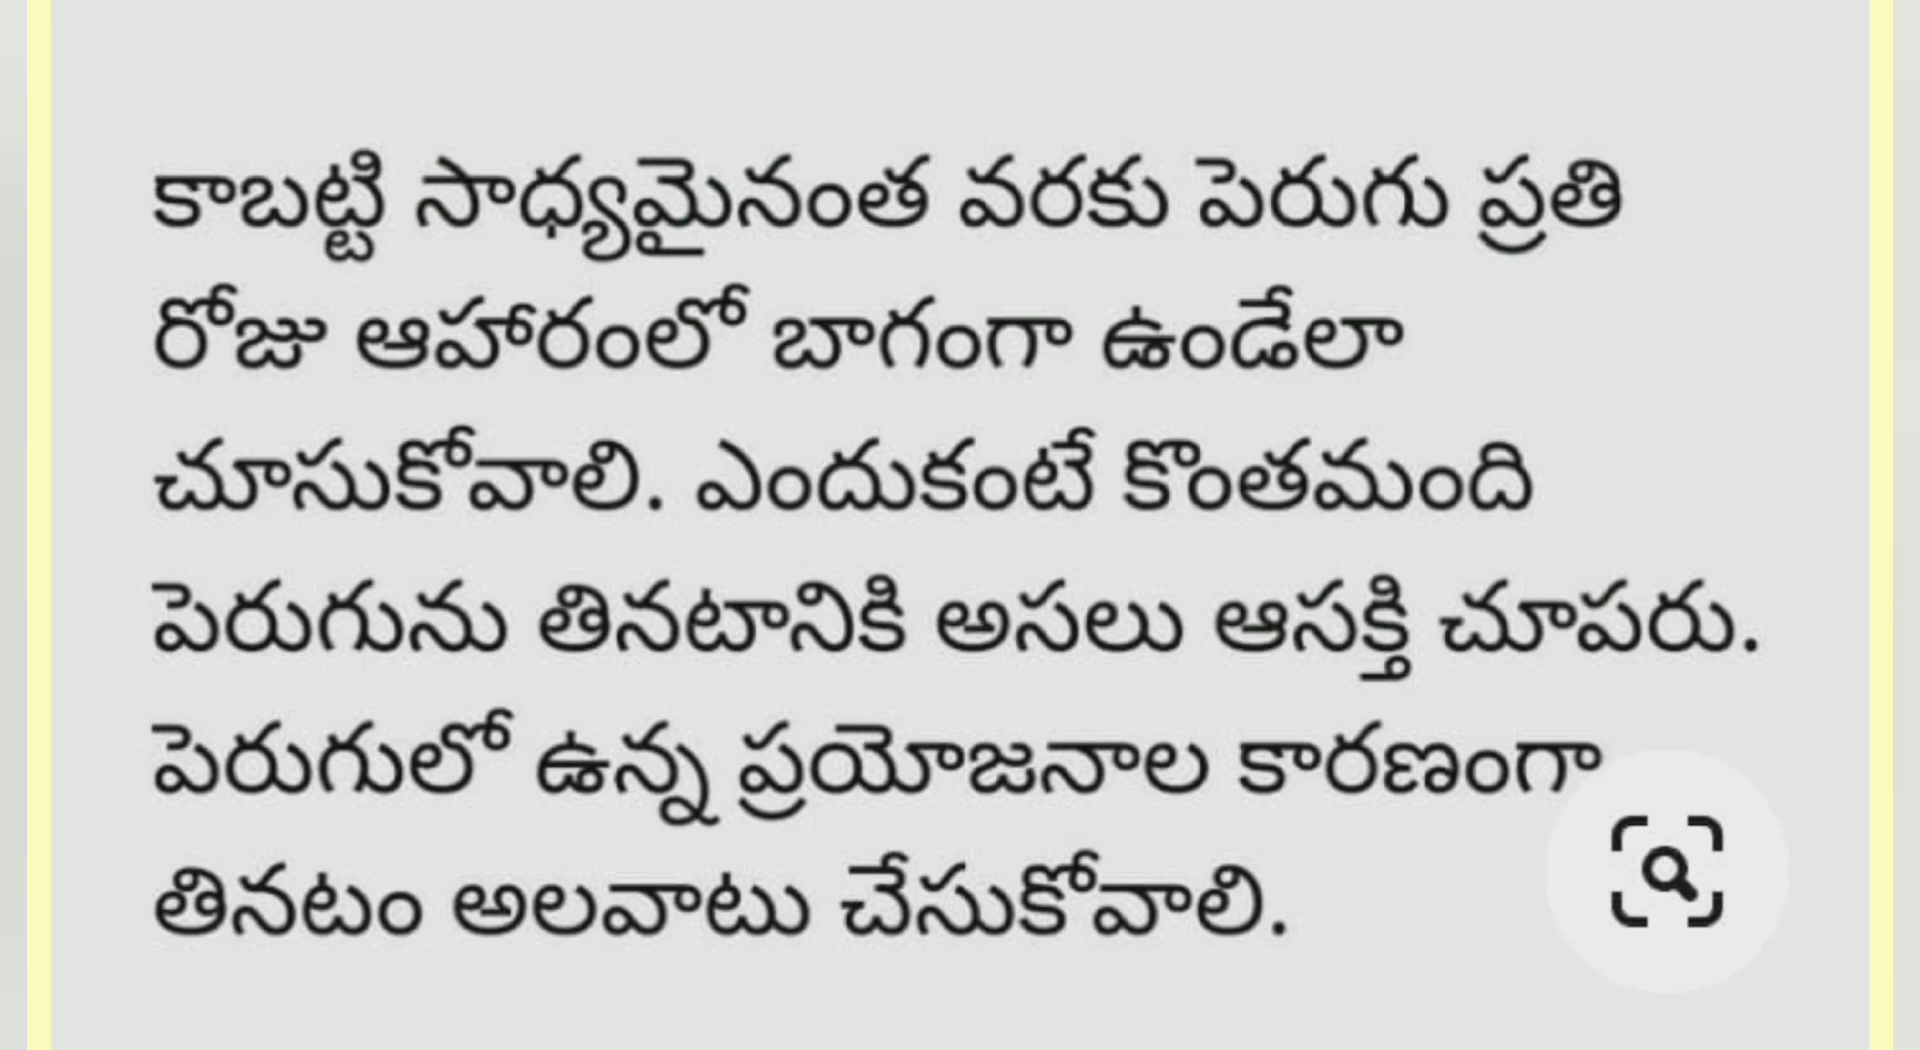 కాబట్టి సాధ్యమైనంత వరకు పెరుగు ప్రతి
రోజు ఆహారంలో బాగంగా ఉండేలా
చూసుకోవాలి. ఎందుకంటే కొంతమంది
పెరుగును తినటానికి అసలు ఆసక్తి చూపరు.
పెరుగులో ఉన్న ప్రయోజనాల కారణంగా
తినటం అలవాటు చేసుకోవాలి.